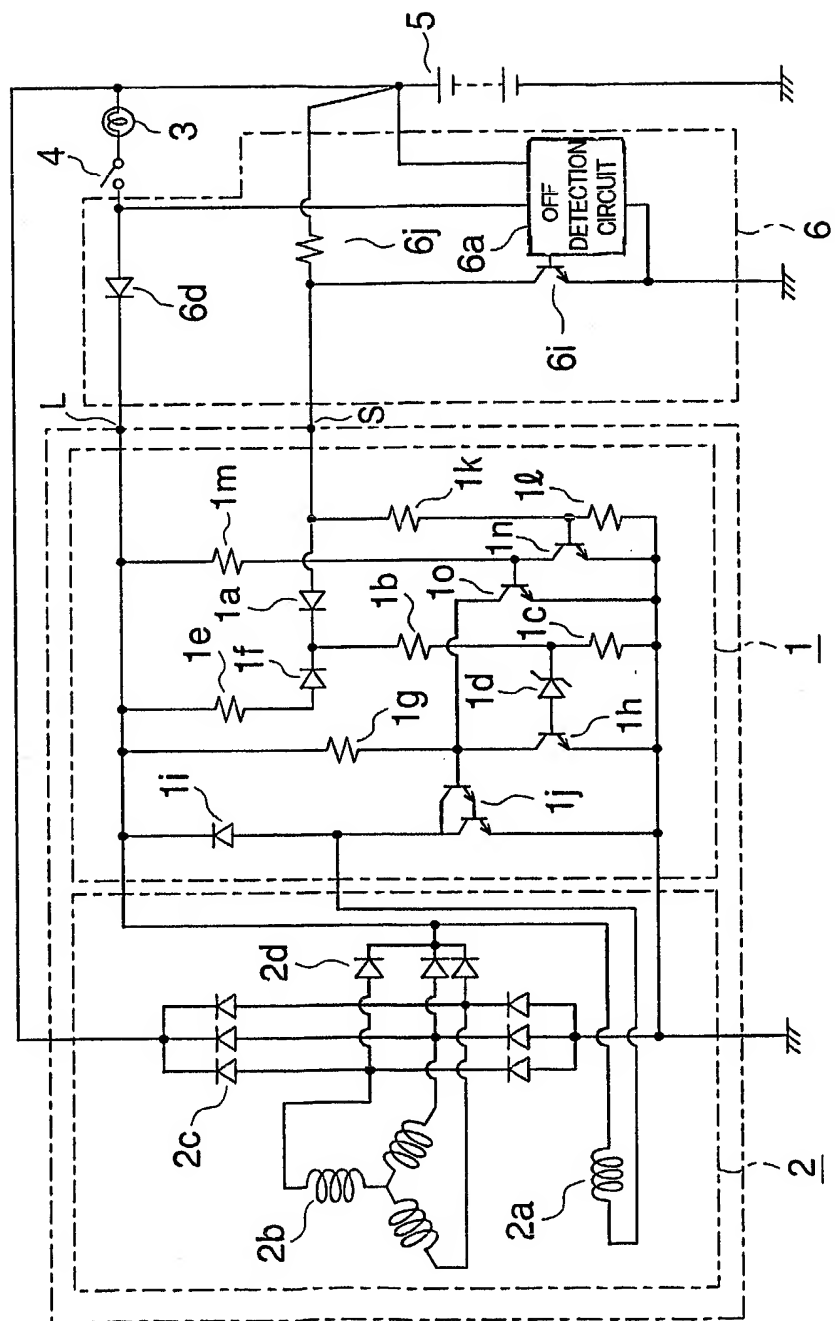 5
3
4
OFF
DETECTION
CIRCUIT
6a
6j
6
6d
6i
L
S
1m
1k
1ℓ
1n
1o
1a
1b
1c
1e
1f
1d
1
1g
1h
1i
1j
2d
2c
2b
2a
2